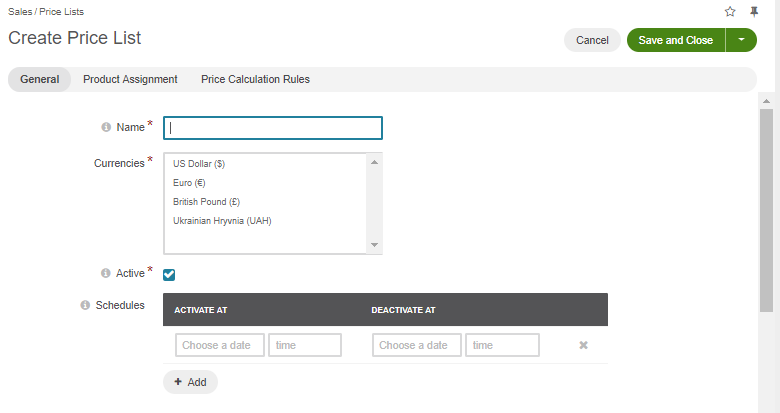 Sales / Price Lists
Create Price List
Cancel
Save and Close
General
Product Assignment
Price Calculation Rules
Name *
Currencies *
US Dollar ($)
Euro (€)
British Pound (£)
Ukrainian Hryvnia (UAH)
Active *
Schedules
ACTIVATE AT
DEACTIVATE AT
Choose a date
time
Choose a date
time
+ Add